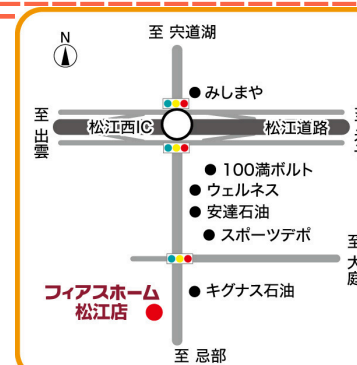 至 宍道湖
N
みしまや
至 出雲
松江西IC
松江道路
至
100満ボルト
ウェルネス
安達石油
スポーツデポ
至 大庭
キグナス石油
フィアスホーム
松江店
至 忌部